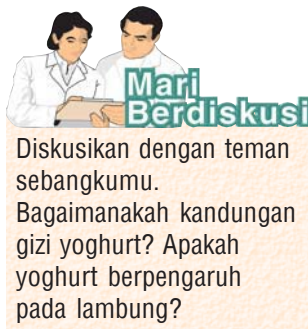 Mari
Berdiskusi
Diskusikan dengan teman
sebangkumu.
Bagaimanakah kandungan
gizi yoghurt? Apakah
yoghurt berpengaruh
pada lambung?